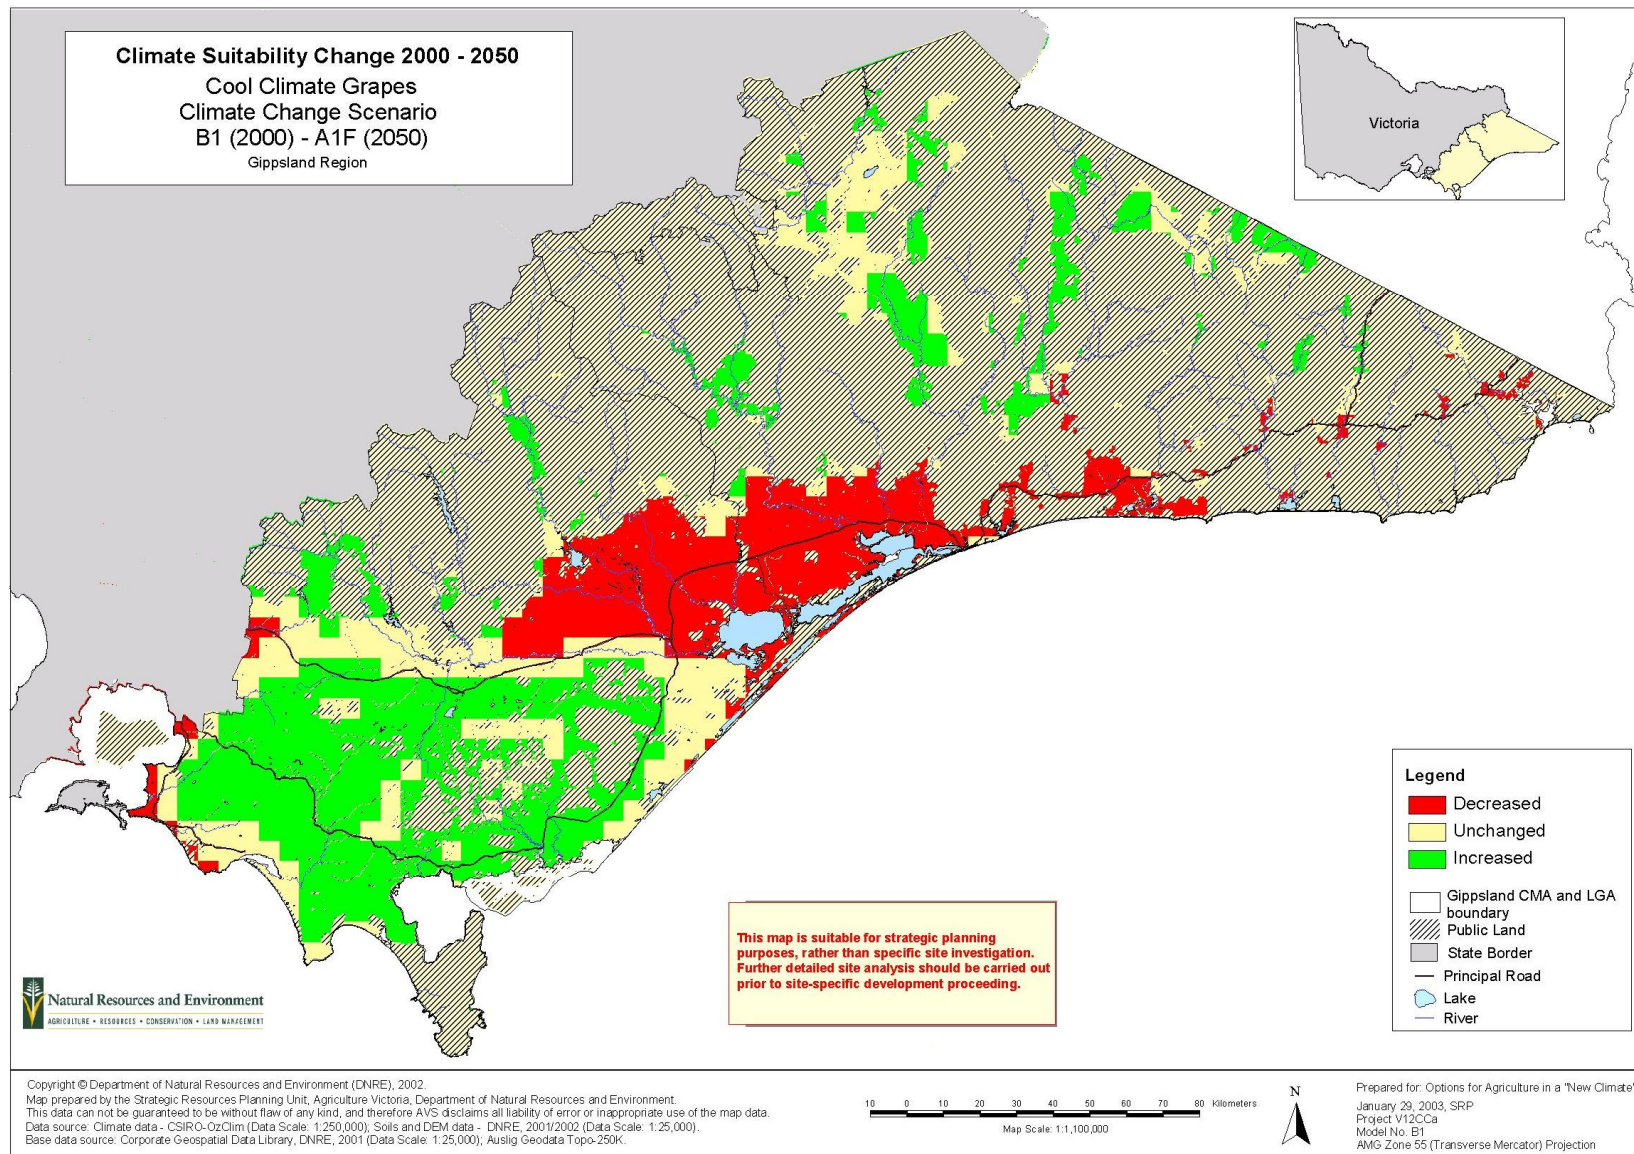 Climate Suitability Change 2000 - 2050
Cool Climate Grapes
Climate Change Scenario
B1 (2000) - A1F (2050)
Gippsland Region
Victoria
Legend
Decreased
Unchanged
Increased
Gippsland CMA and LGA
boundary
Public Land
State Border
Principal Road
Lake
River
This map is suitable for strategic planning
purposes, rather than specific site investigation.
Further detailed site analysis should be carried out
prior to site-specific development proceeding.
Natural Resources and Environment
AGRICULTURE • RESOURCES • CONSERVATION • LAND MANAGEMENT
Copyright © Department of Natural Resources and Environment (DNRE), 2002.
Map prepared by the Strategic Resources Planning Unit, Agriculture Victoria, Department of Natural Resources and Environment.
This data can not be guaranteed to be without flaw of any kind, and therefore AVS disclaims all liability of error or inappropriate use of the map data.
Data source: Climate data - CSIRO-OzClim (Data Scale: 1:250,000); Soils and DEM data - DNRE, 2001/2002 (Data Scale: 1:25,000).
Base data source: Corporate Geospatial Data Library, DNRE, 2001 (Data Scale: 1:25,000); Auslig Geodata Topo-250K.
10 0 10 20 30 40 50 60 70 80 Kilometers
Map Scale: 1:1,100,000
N
Prepared for: Options for Agriculture in a "New Climate"
January 29, 2003, SRP
Project V12CCa
Model No. B1
AMG Zone 55 (Transverse Mercator) Projection